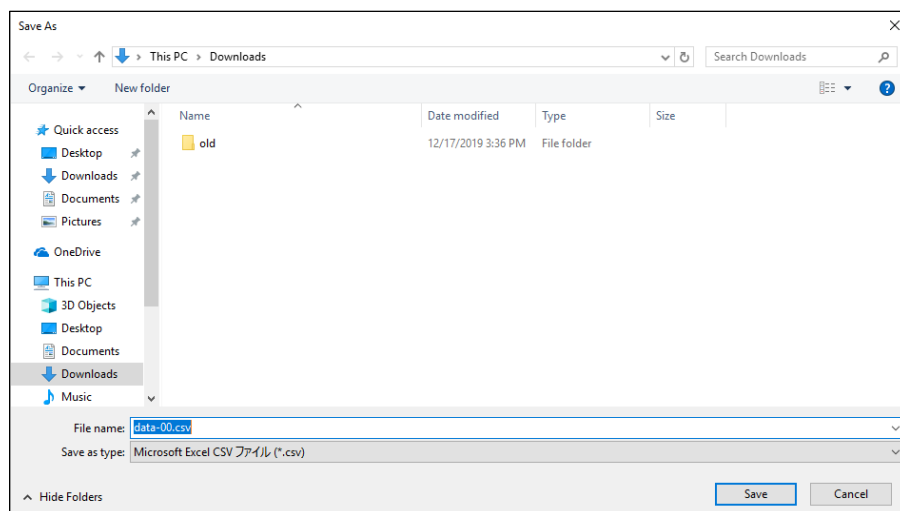 Save As
This PC > Downloads
Search Downloads
Organize
New folder
Name
Date modified
Type
Size
old
12/17/2019 3:36 PM
File folder
Quick access
Desktop
Downloads
Documents
Pictures
OneDrive
This PC
3D Objects
Desktop
Documents
Downloads
Music
File name: data-00.csv
Save as type: Microsoft Excel CSV ファイル (*.csv)
Hide Folders
Save
Cancel